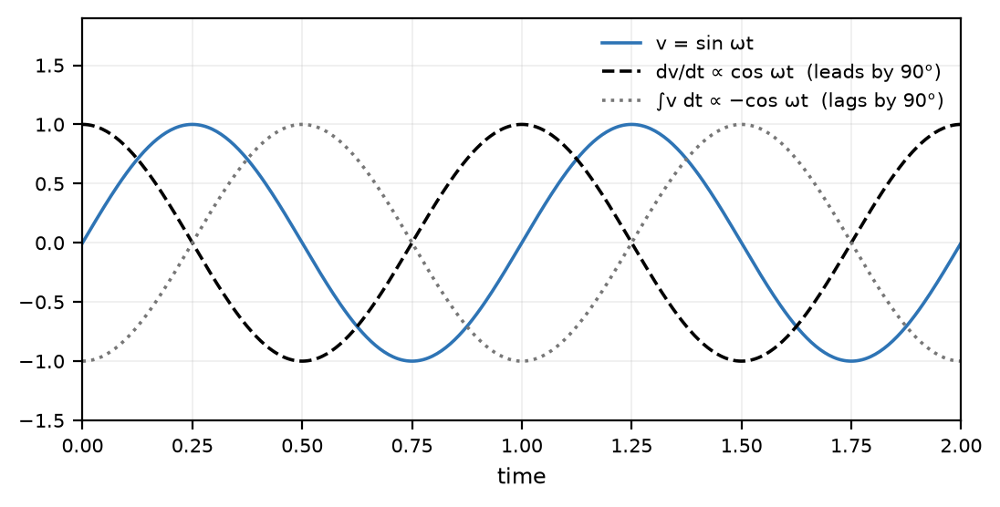 v = sin ωt
dv/dt ∝ cos ωt (leads by 90°)
∫v dt ∝ −cos ωt (lags by 90°)
1.5
1.0
0.5
0.0
−0.5
−1.0
−1.5
0.00 0.25 0.50 0.75 1.00 1.25 1.50 1.75 2.00
time